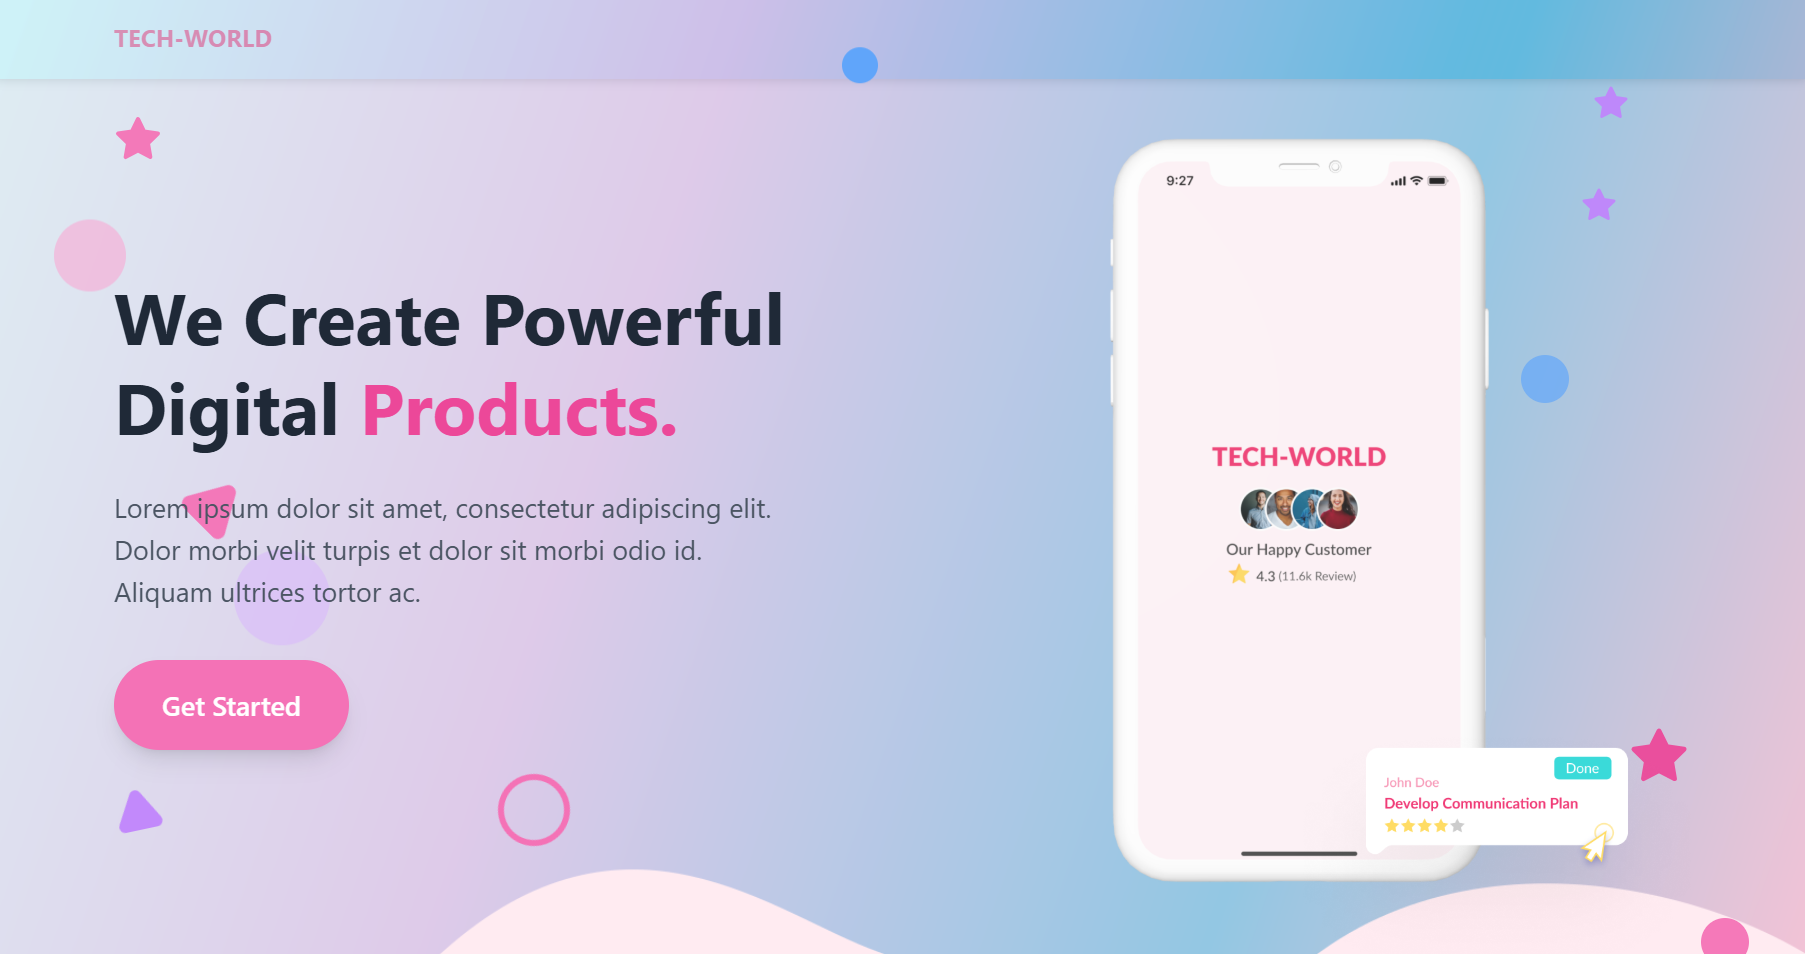 TECH-WORLD
We Create Powerful
Digital Products.
Lorem ipsum dolor sit amet, consectetur adipiscing elit.
Dolor morbi velit turpis et dolor sit morbi odio id.
Aliquam ultrices tortor ac.
Get Started
9:27
TECH-WORLD
Our Happy Customer
4.3 (11.6k Review)
Done
John Doe
Develop Communication Plan